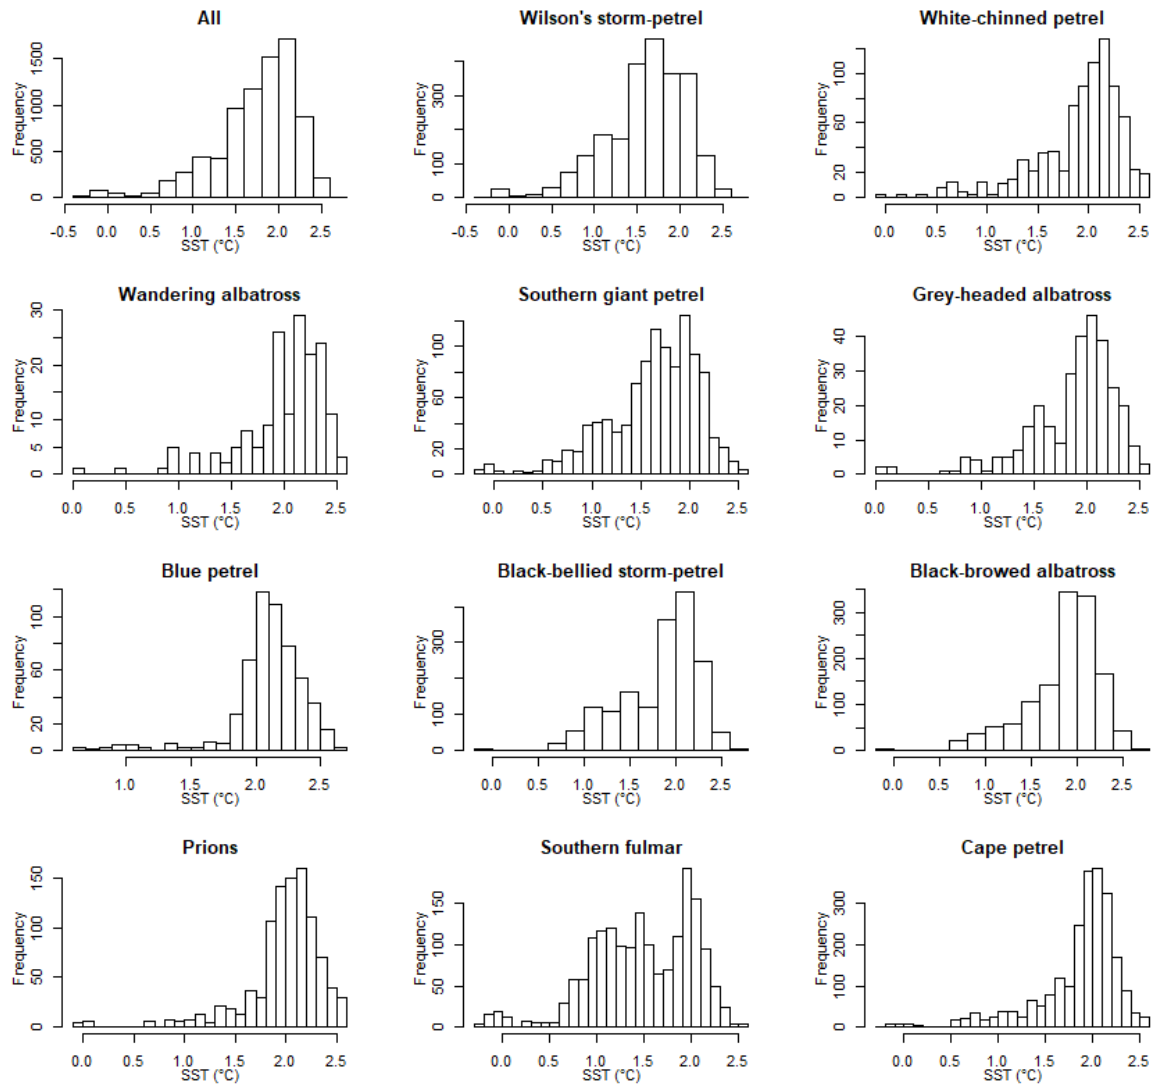 All
Frequency
0 500 1000 1500
-0.5 0.0 0.5 1.0 1.5 2.0 2.5
SST (°C)
Wilson's storm-petrel
Frequency
0 100 300
-0.5 0.0 0.5 1.0 1.5 2.0 2.5
SST (°C)
White-chinned petrel
Frequency
0 20 60 100
0.0 0.5 1.0 1.5 2.0 2.5
SST (°C)
Wandering albatross
Frequency
0 5 10 20 30
0.0 0.5 1.0 1.5 2.0 2.5
SST (°C)
Southern giant petrel
Frequency
0 20 60 100
0.0 0.5 1.0 1.5 2.0 2.5
SST (°C)
Grey-headed albatross
Frequency
0 10 20 30 40
0.0 0.5 1.0 1.5 2.0 2.5
SST (°C)
Blue petrel
Frequency
0 20 60 100
1.0 1.5 2.0 2.5
SST (°C)
Black-bellied storm-petrel
Frequency
0 100 300
0.0 0.5 1.0 1.5 2.0 2.5
SST (°C)
Black-browed albatross
Frequency
0 100 200 300
0.0 0.5 1.0 1.5 2.0 2.5
SST (°C)
Prions
Frequency
0 50 100 150
0.0 0.5 1.0 1.5 2.0 2.5
SST (°C)
Southern fulmar
Frequency
0 50 100 150
0.0 0.5 1.0 1.5 2.0 2.5
SST (°C)
Cape petrel
Frequency
0 100 200 300
0.0 0.5 1.0 1.5 2.0 2.5
SST (°C)